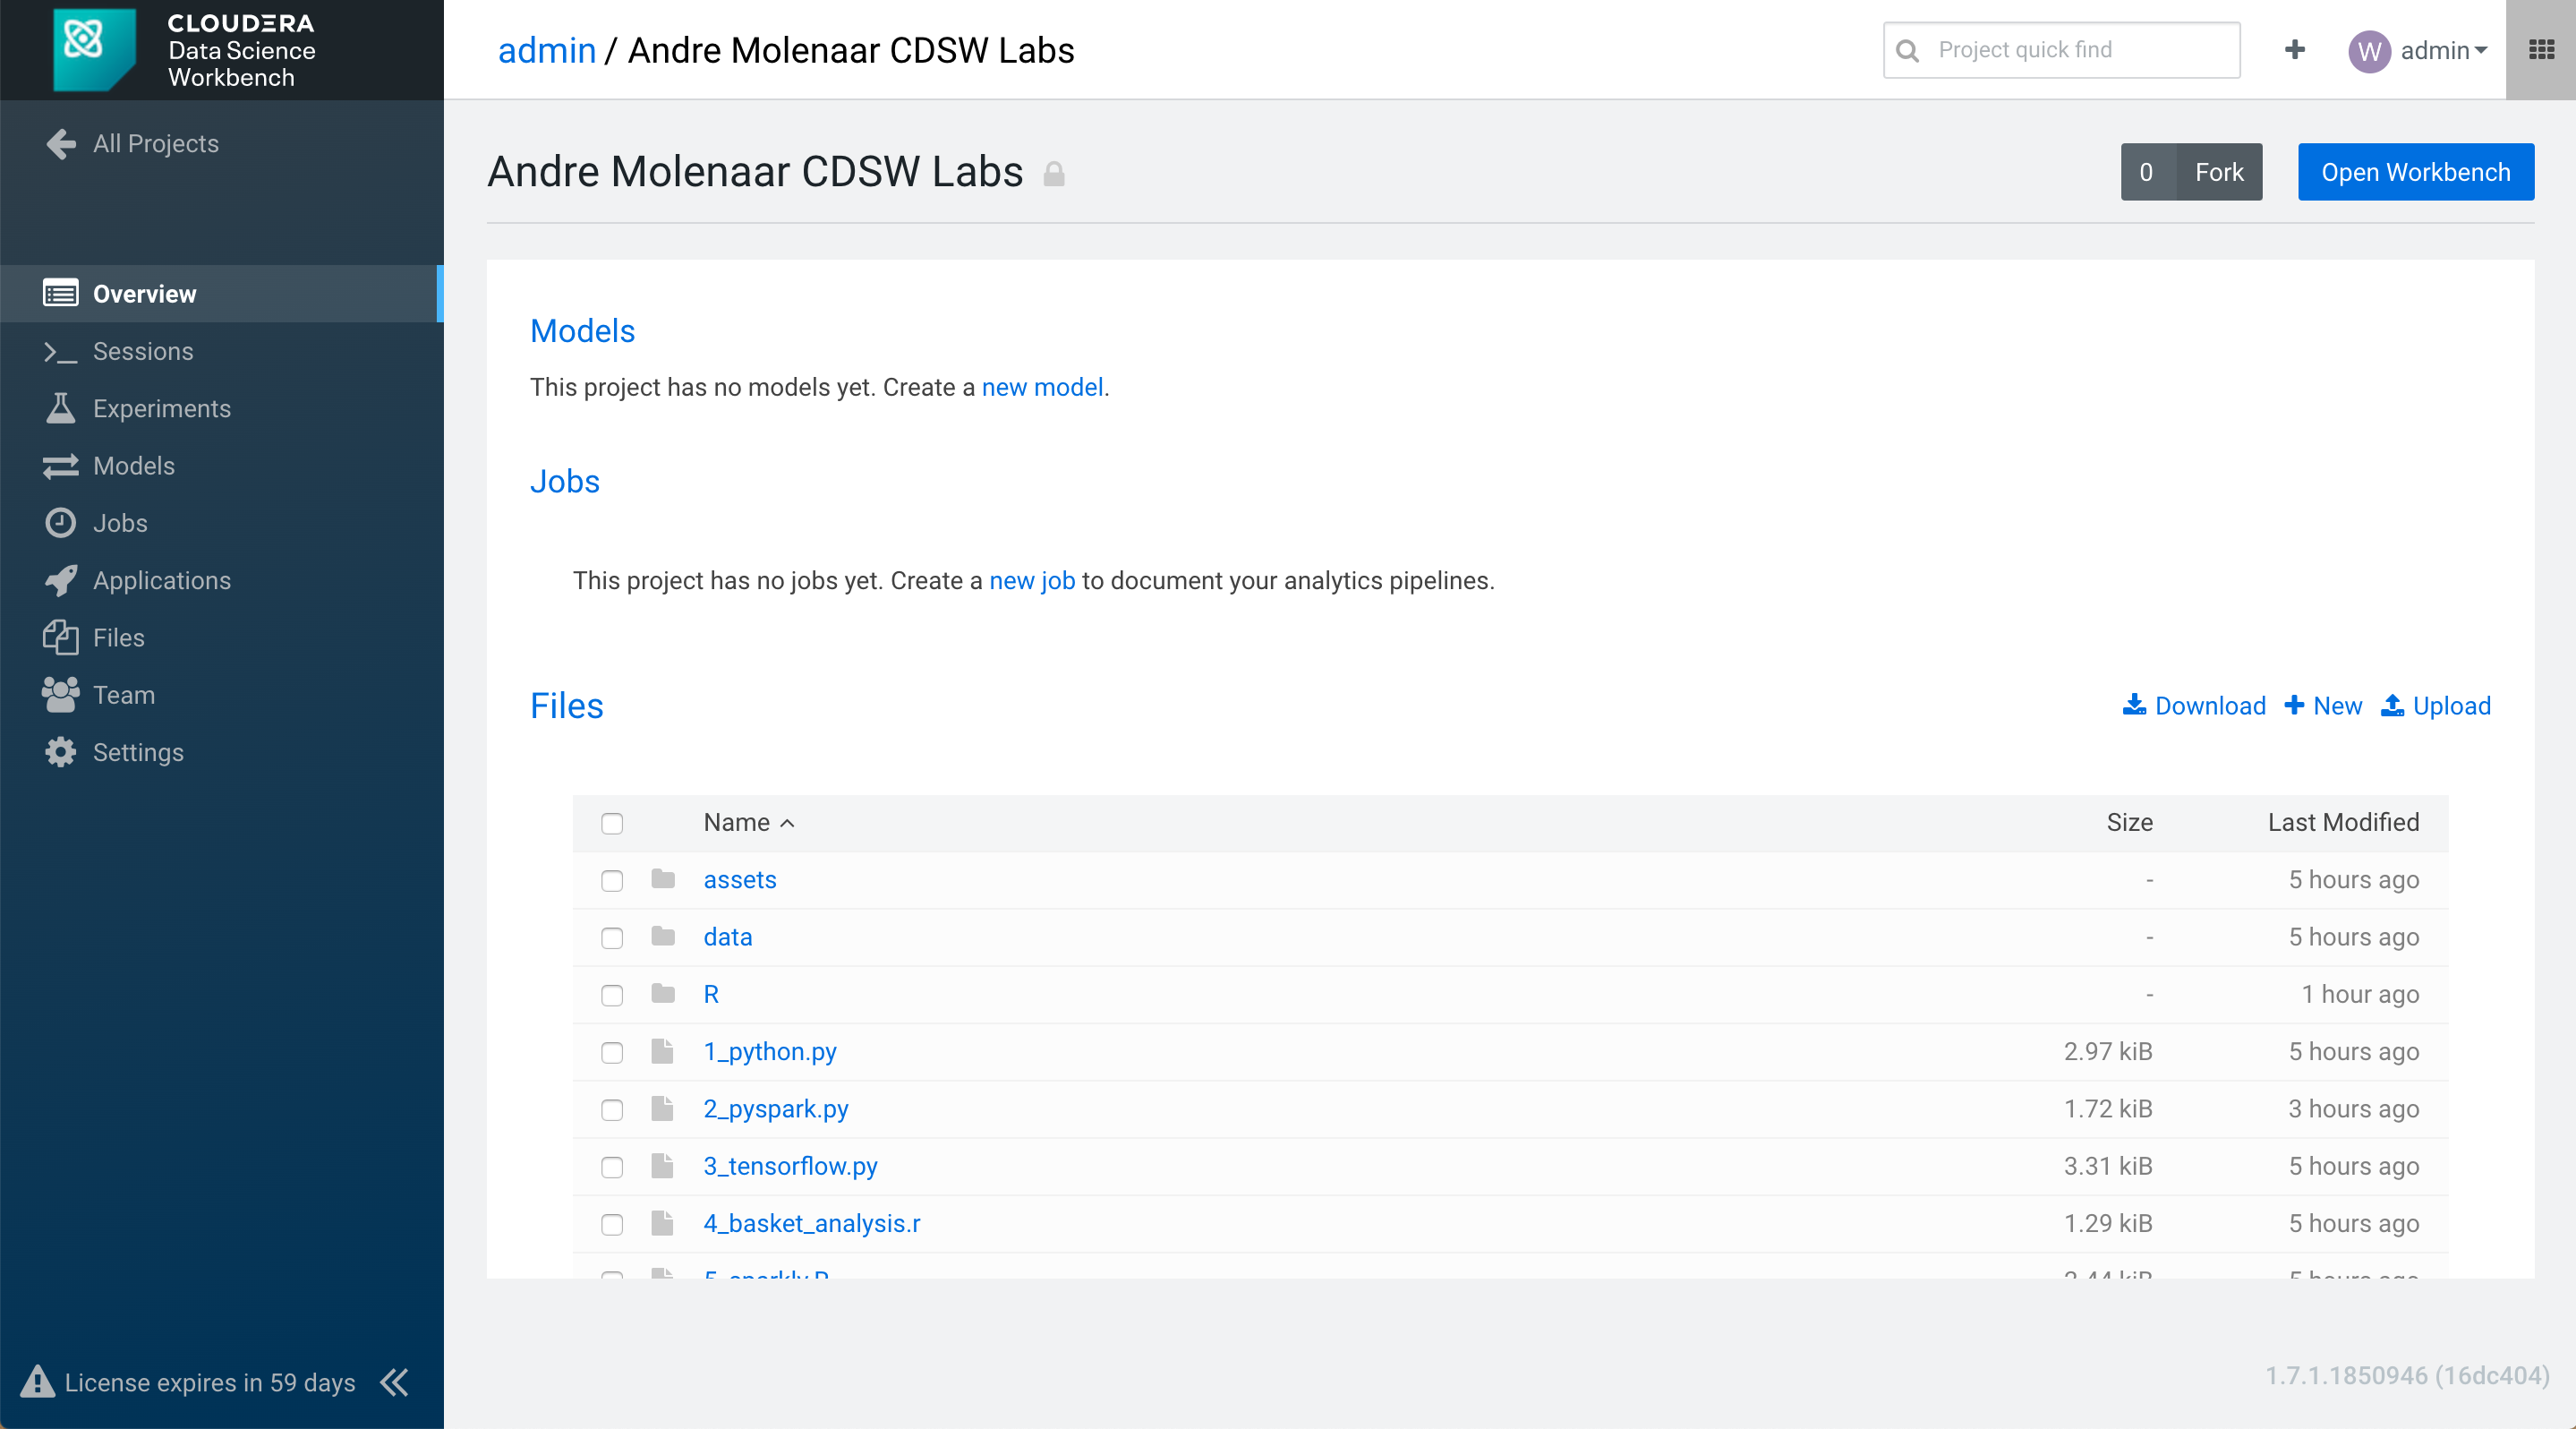 CLOUDERA
Data Science
Workbench
admin / Andre Molenaar CDSW Labs
Project quick find
W admin
All Projects
Andre Molenaar CDSW Labs
0 Fork
Open Workbench
Overview
Sessions
Experiments
Models
Jobs
Applications
Files
Team
Settings
Models
This project has no models yet. Create a new model.
Jobs
This project has no jobs yet. Create a new job to document your analytics pipelines.
Files
Download New Upload
Name Size Last Modified
assets - 5 hours ago
data - 5 hours ago
R - 1 hour ago
1_python.py 2.97 kiB 5 hours ago
2_pyspark.py 1.72 kiB 3 hours ago
3_tensorflow.py 3.31 kiB 5 hours ago
4_basket_analysis.r 1.29 kiB 5 hours ago
5 hours ago
License expires in 59 days
1.7.1.1850946 (16dc404)